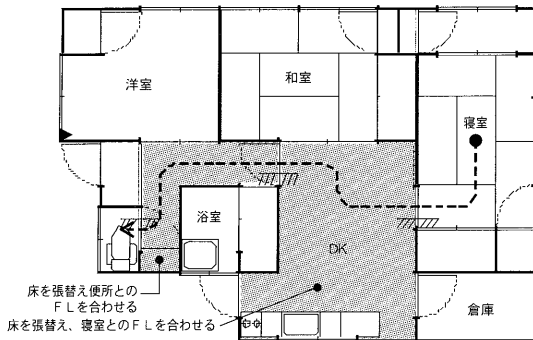 洋室
和室
寝室
浴室
DK
倉庫
床を張替え便所との
ＦＬを合わせる
床を張替え、寝室とのＦＬを合わせる